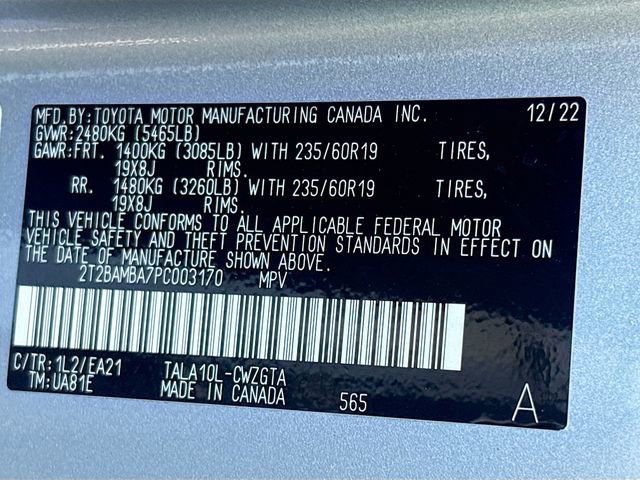 MFD.BY:TOYOTA MOTOR MANUFACTURING CANADA INC. 12/22
GVWR:2480KG (5465LB)
GAWR:FRT. 1400KG (3085LB) WITH 235/60R19 TIRES,
19X8J RIMS.
RR. 1480KG (3260LB) WITH 235/60R19 TIRES,
19X8J RIMS.
THIS VEHICLE CONFORMS TO ALL APPLICABLE FEDERAL MOTOR
VEHICLE SAFETY AND THEFT PREVENTION STANDARDS IN EFFECT ON
THE DATE OF MANUFACTURE SHOWN ABOVE.
2T2BAMBA7PC003170 MPV
C/TR:1L2/EA21 TALA10L-CWZGTA
TM:UA81E MADE IN CANADA 565 A